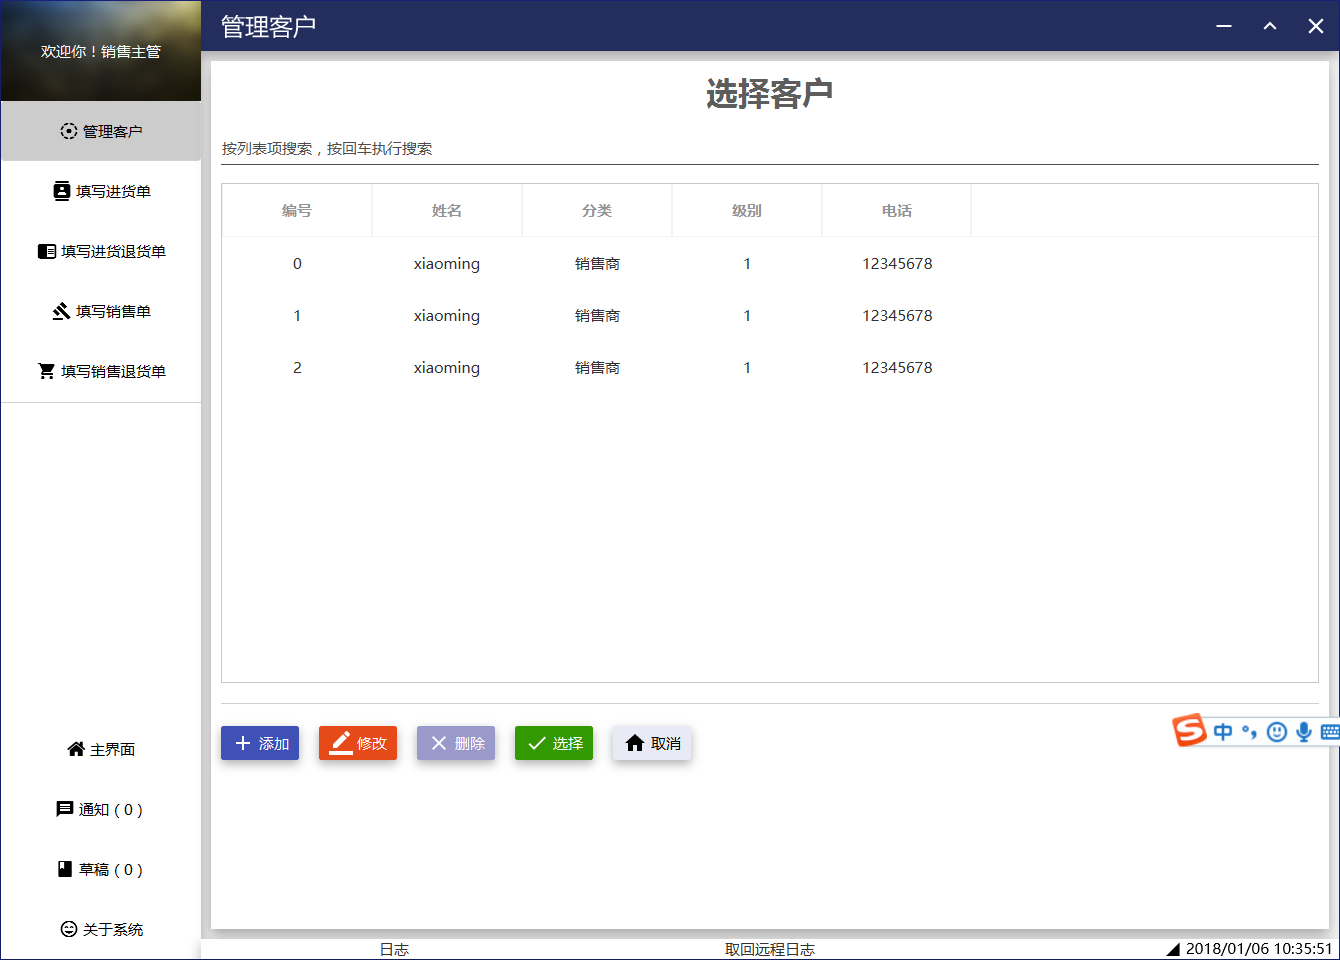 欢迎你！销售主管
管理客户
管理客户
填写进货单
填写进货退货单
填写销售单
填写销售退货单
主界面
通知 ( 0 )
草稿 ( 0 )
关于系统
选择客户
按列表项搜索，按回车执行搜索
编号 姓名 分类 级别 电话
0 xiaoming 销售商 1 12345678
1 xiaoming 销售商 1 12345678
2 xiaoming 销售商 1 12345678
添加 修改 删除 选择 取消
S 中
日志 取回远程日志 2018/01/06 10:35:51